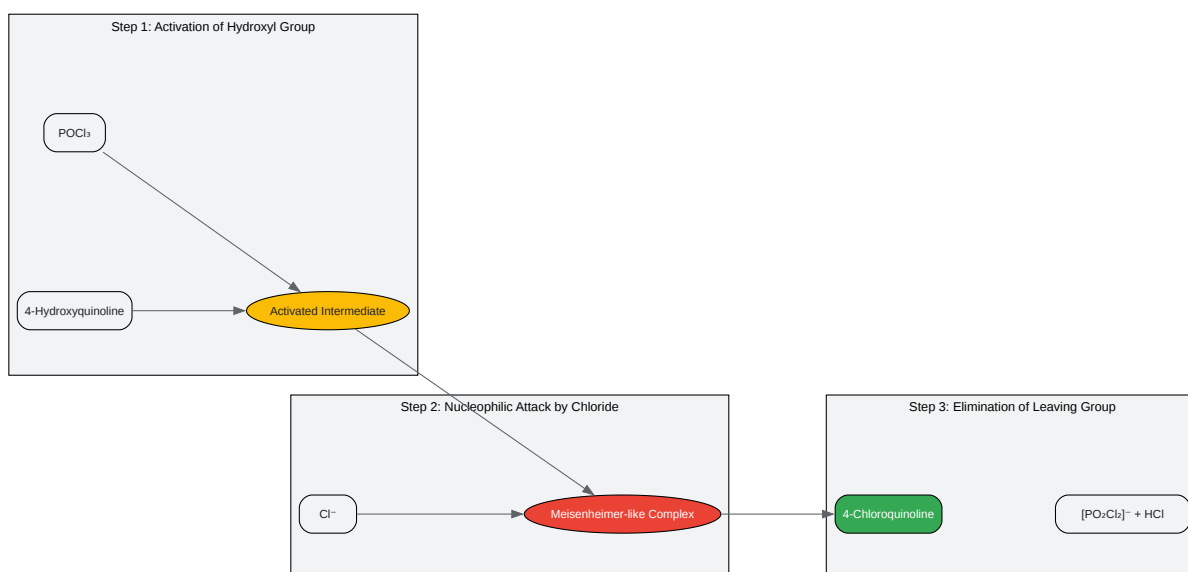 Step 1: Activation of Hydroxyl Group
POCl₃
4-Hydroxyquinoline
Activated Intermediate
Step 2: Nucleophilic Attack by Chloride
Cl⁻
Meisenheimer-like Complex
Step 3: Elimination of Leaving Group
4-Chloroquinoline
[PO₂Cl₂]⁻ + HCl